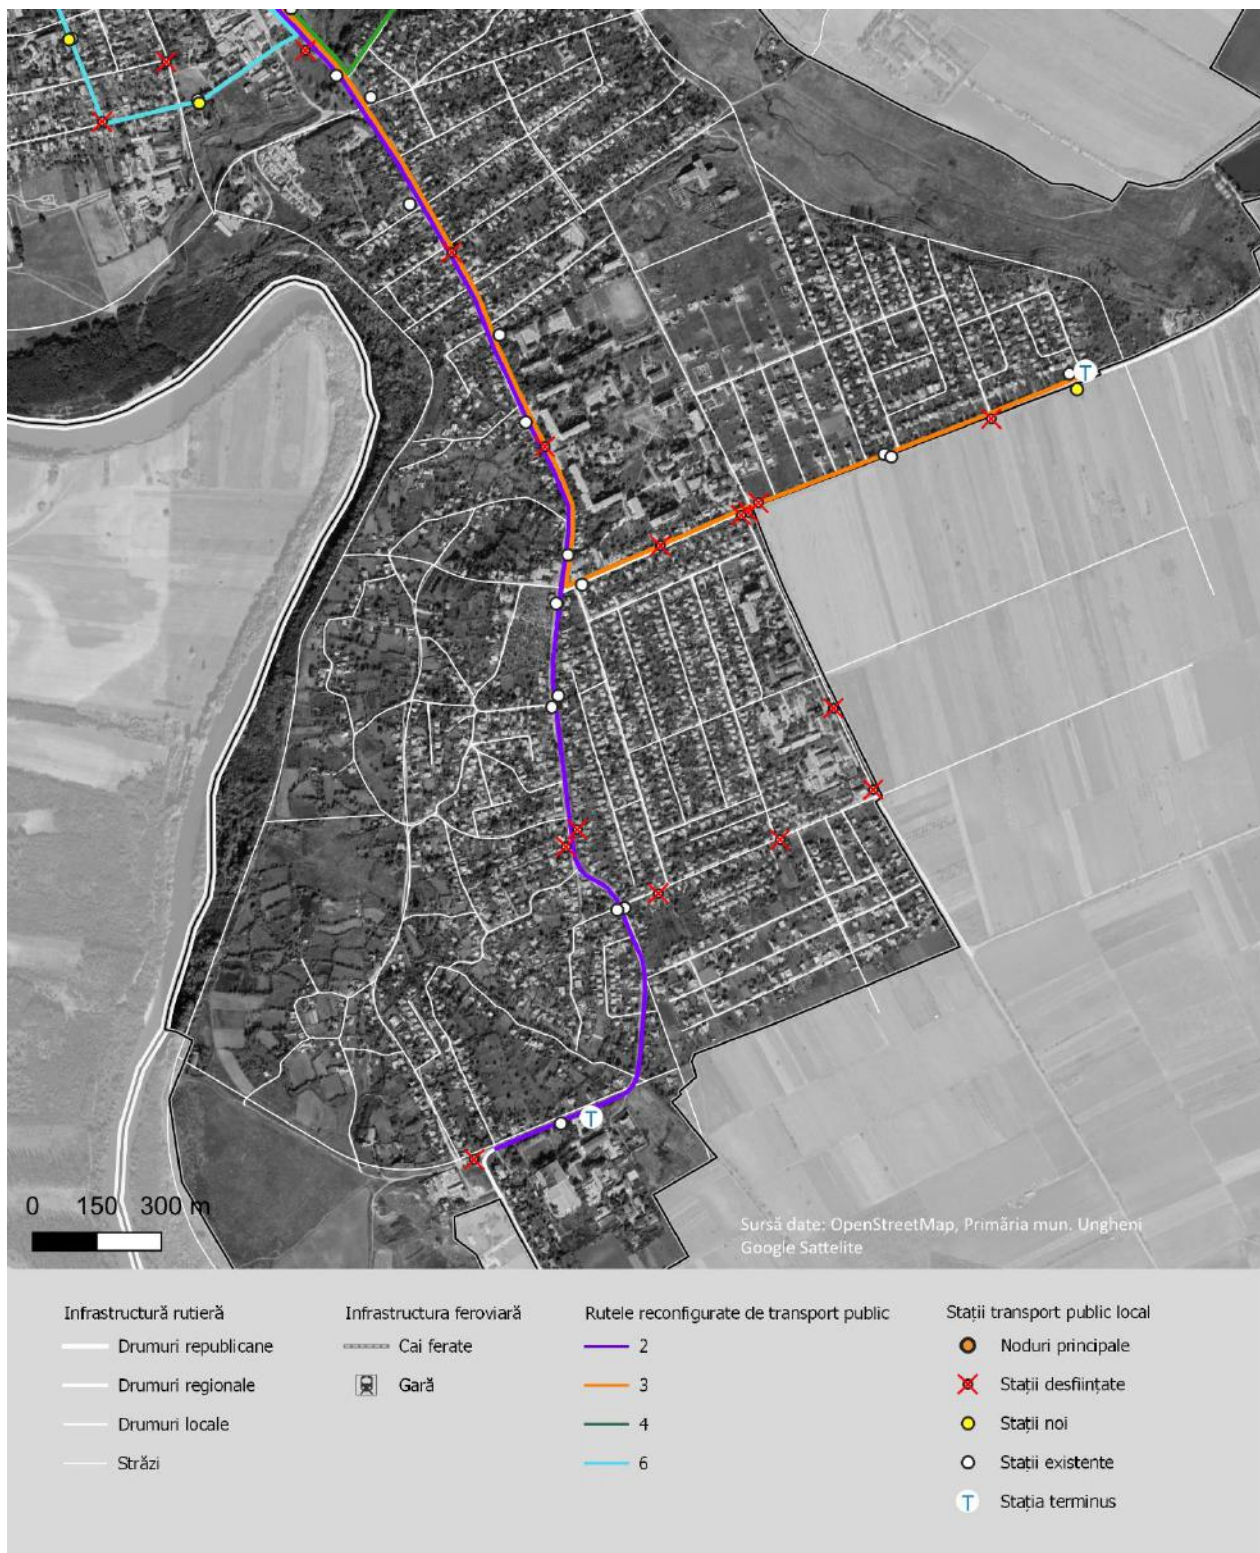 0 150 300 m
Sursă date: OpenStreetMap, Primăria mun. Ungheni
Google Sattelite
T
T
Infrastructură rutieră
Drumuri republicane
Drumuri regionale
Drumuri locale
Străzi
Infrastructura feroviară
Cai ferate
Gară
Rutele reconfigurate de transport public
2
3
4
6
Stații transport public local
Noduri principale
Stații desființate
Stații noi
Stații existente
T Stația terminus